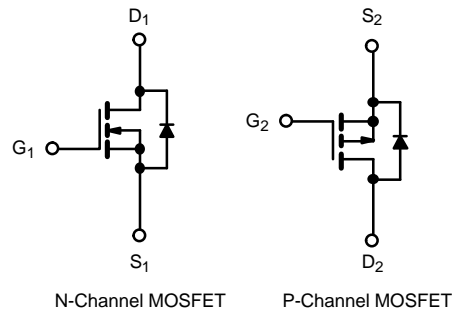 D1 S2
G1 G2
S1 D2
N-Channel MOSFET P-Channel MOSFET